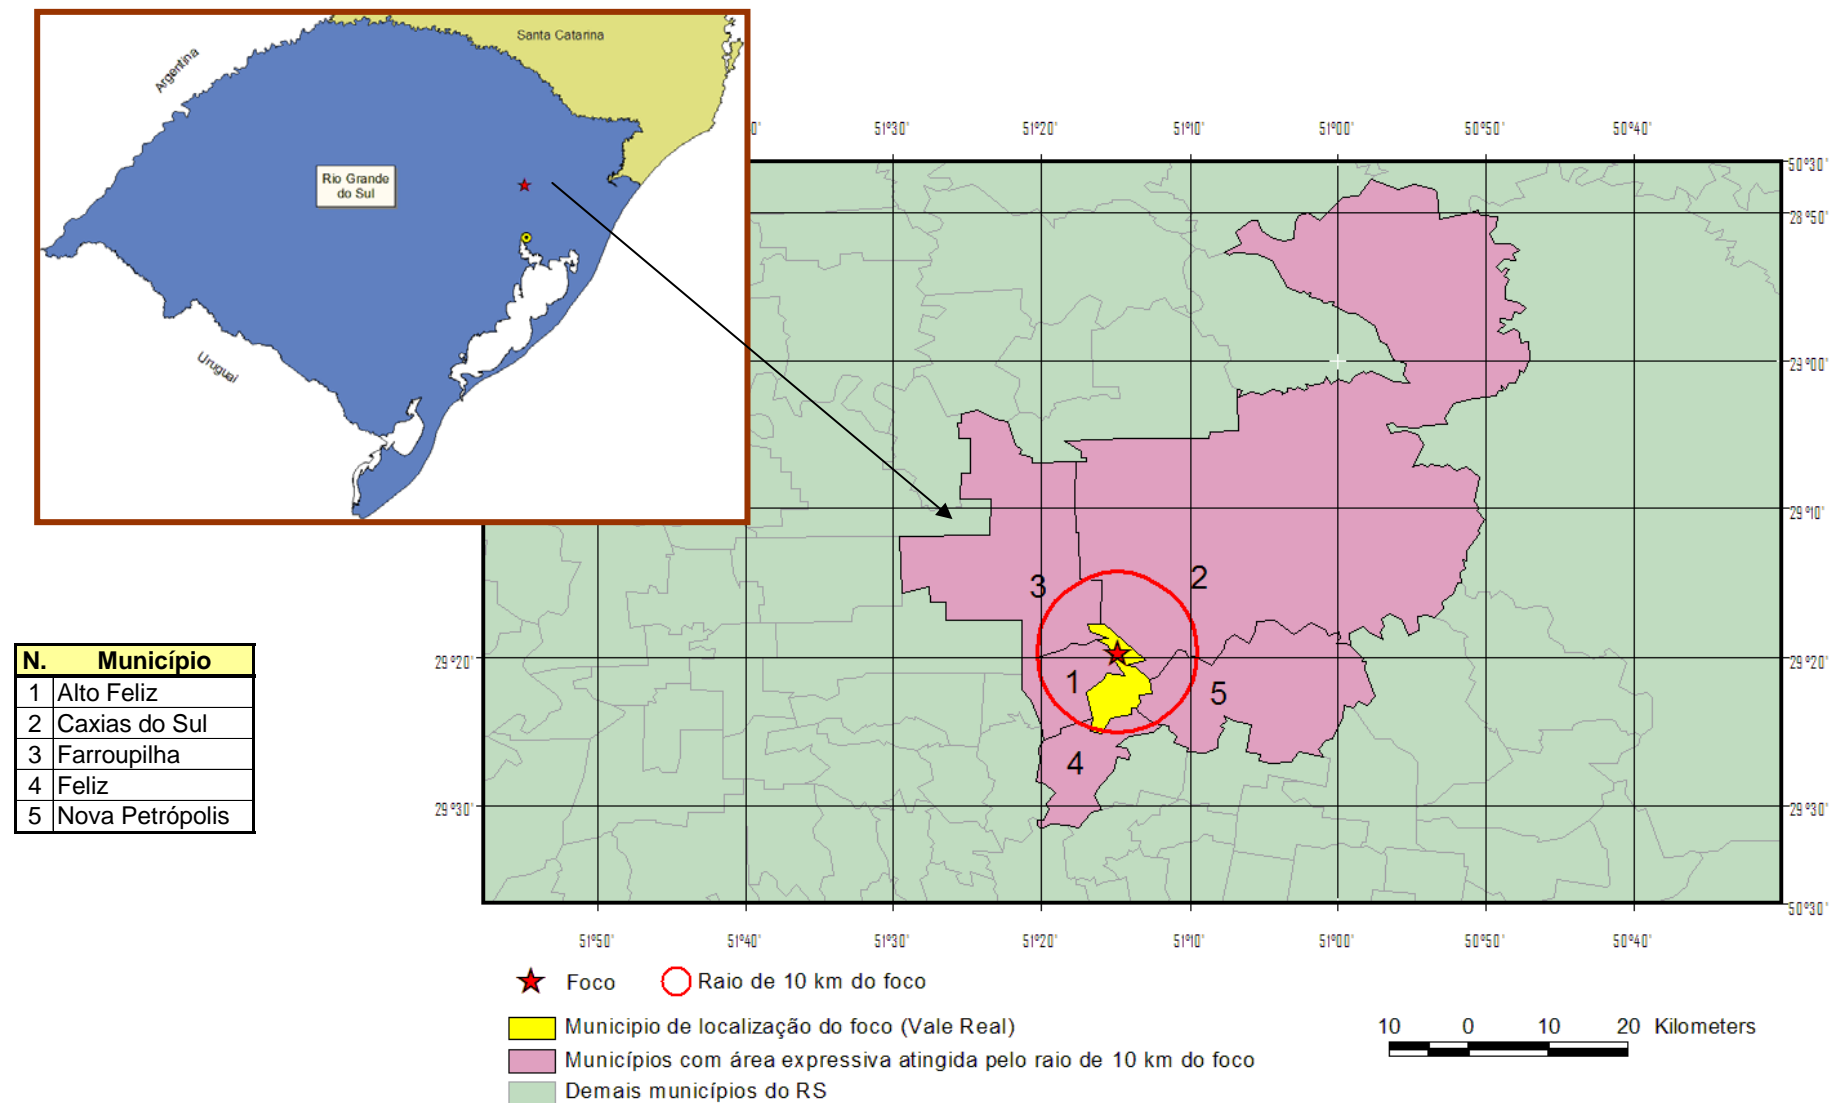 Santa Catarina
Argentina
Rio Grande
do Sul
Uruguai
0'
51°30'
51°20'
51°10'
51°00'
50°50'
50°40'
50°30'
28°50'
29°00'
29°10'
3
2
29°20'
29°20'
1
5
4
29°30'
29°30'
50°30'
51°50'
51°40'
51°30'
51°20'
51°10'
51°00'
50°50'
50°40'
N. Município
1 Alto Feliz
2 Caxias do Sul
3 Farroupilha
4 Feliz
5 Nova Petrópolis
Foco
Raio de 10 km do foco
Municipio de localização do foco (Vale Real)
Municípios com área expressiva atingida pelo raio de 10 km do foco
Demais municípios do RS
10 0 10 20 Kilometers